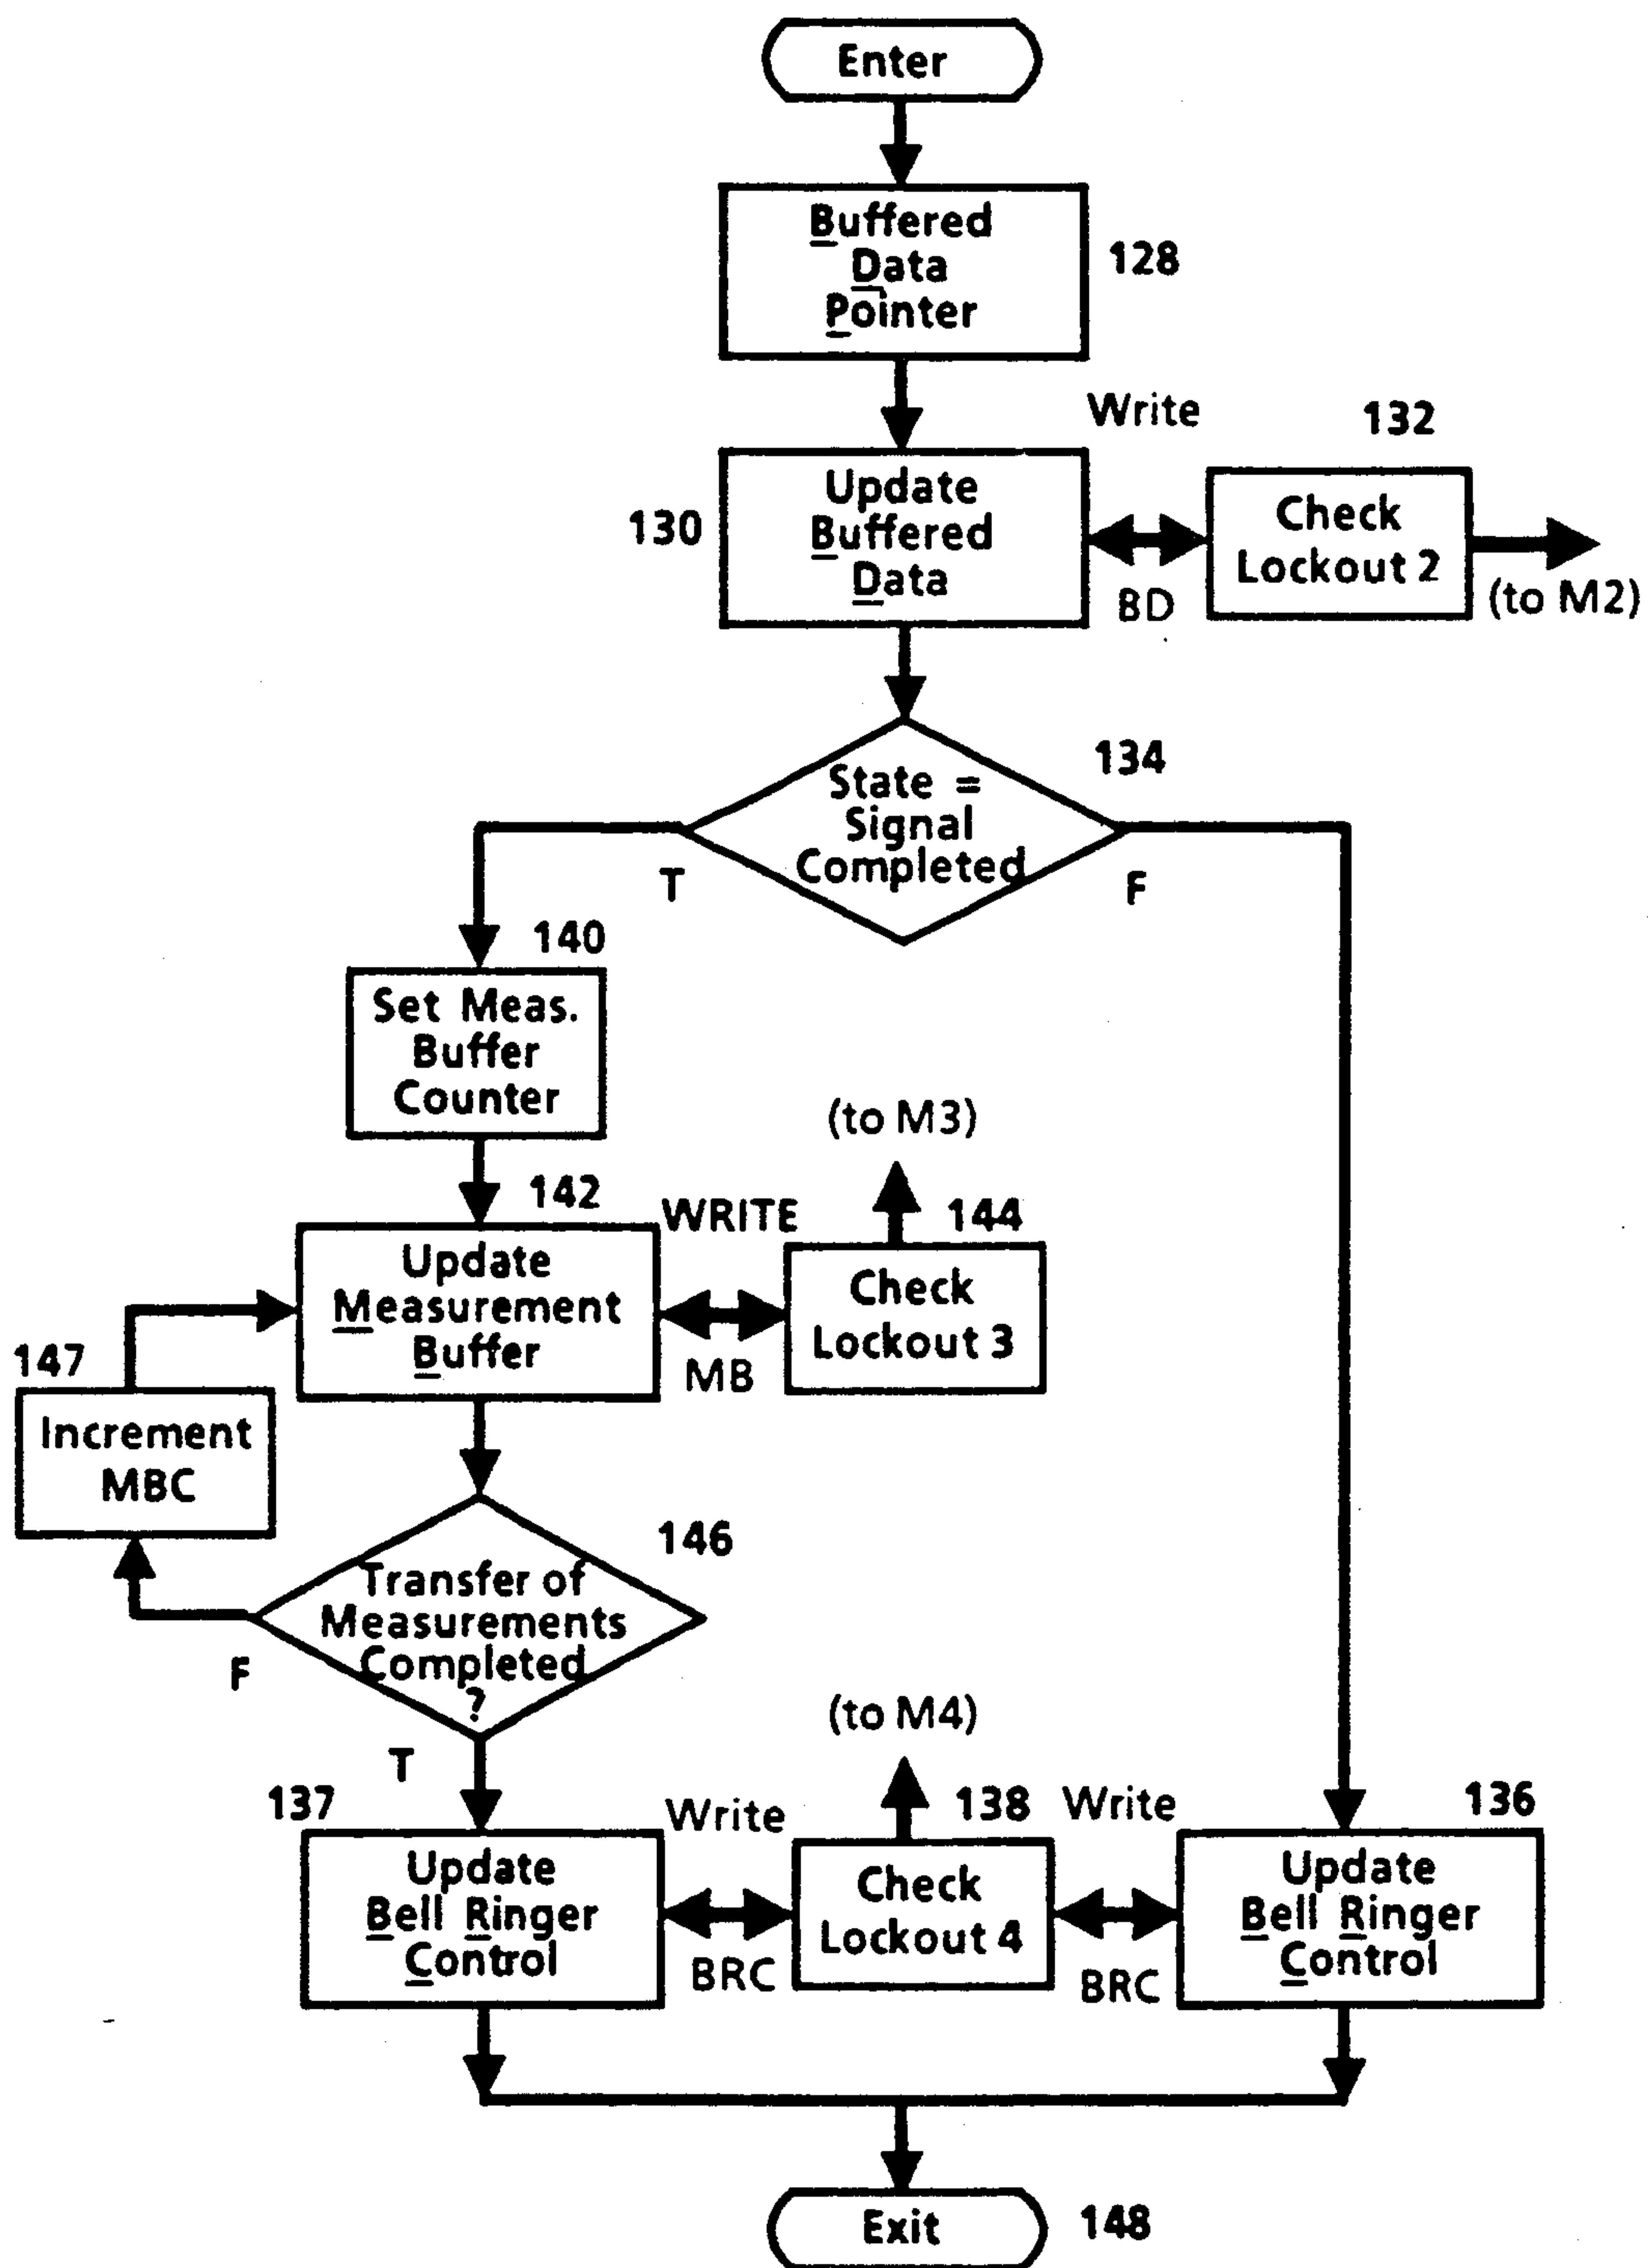 Enter
Buffered
Data
Pointer
128
Write
132
130
Update
Buffered
Data
BD
Check
Lockout 2
(to M2)
134
State =
Signal
Completed
T
F
140
Set Meas.
Buffer
Counter
(to M3)
142
WRITE
144
Update
Measurement
Buffer
MB
Check
Lockout 3
147
Increment
MBC
146
Transfer of
Measurements
Completed
?
F
T
(to M4)
137
Write
138
Write
136
Update
Bell Ringer
Control
BRC
Check
Lockout 4
BRC
Update
Bell Ringer
Control
Exit
148